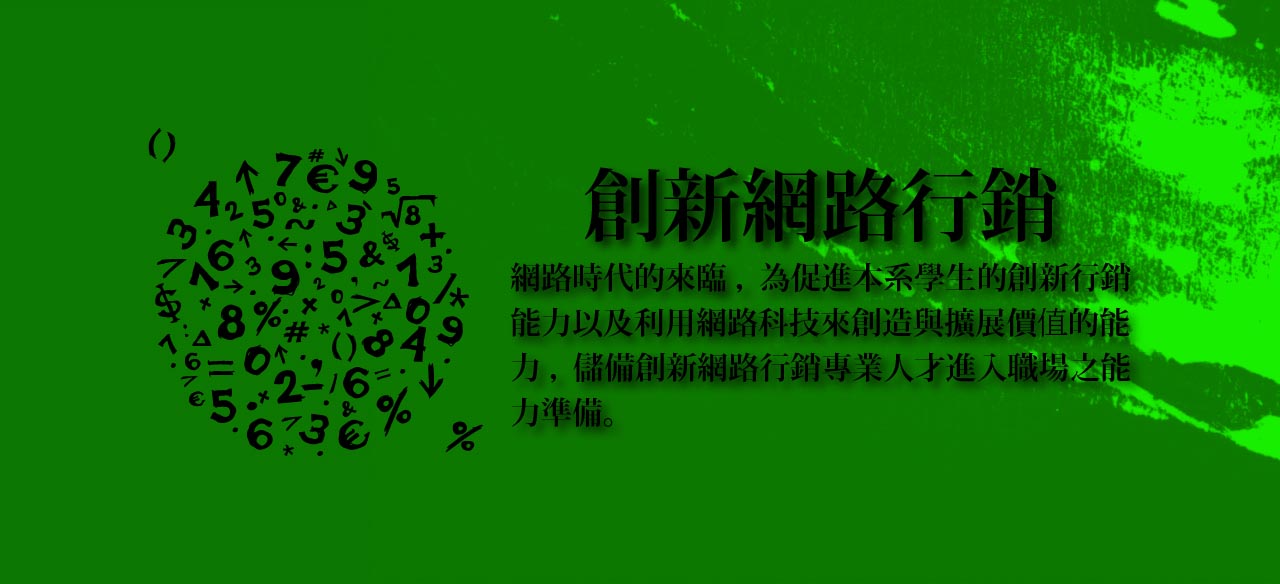 創新網路行銷
網路時代的來臨，為促進本系學生的創新行銷
能力以及利用網路科技來創造與擴展價值的能
力，儲備創新網路行銷專業人才進入職場之能
力準備。